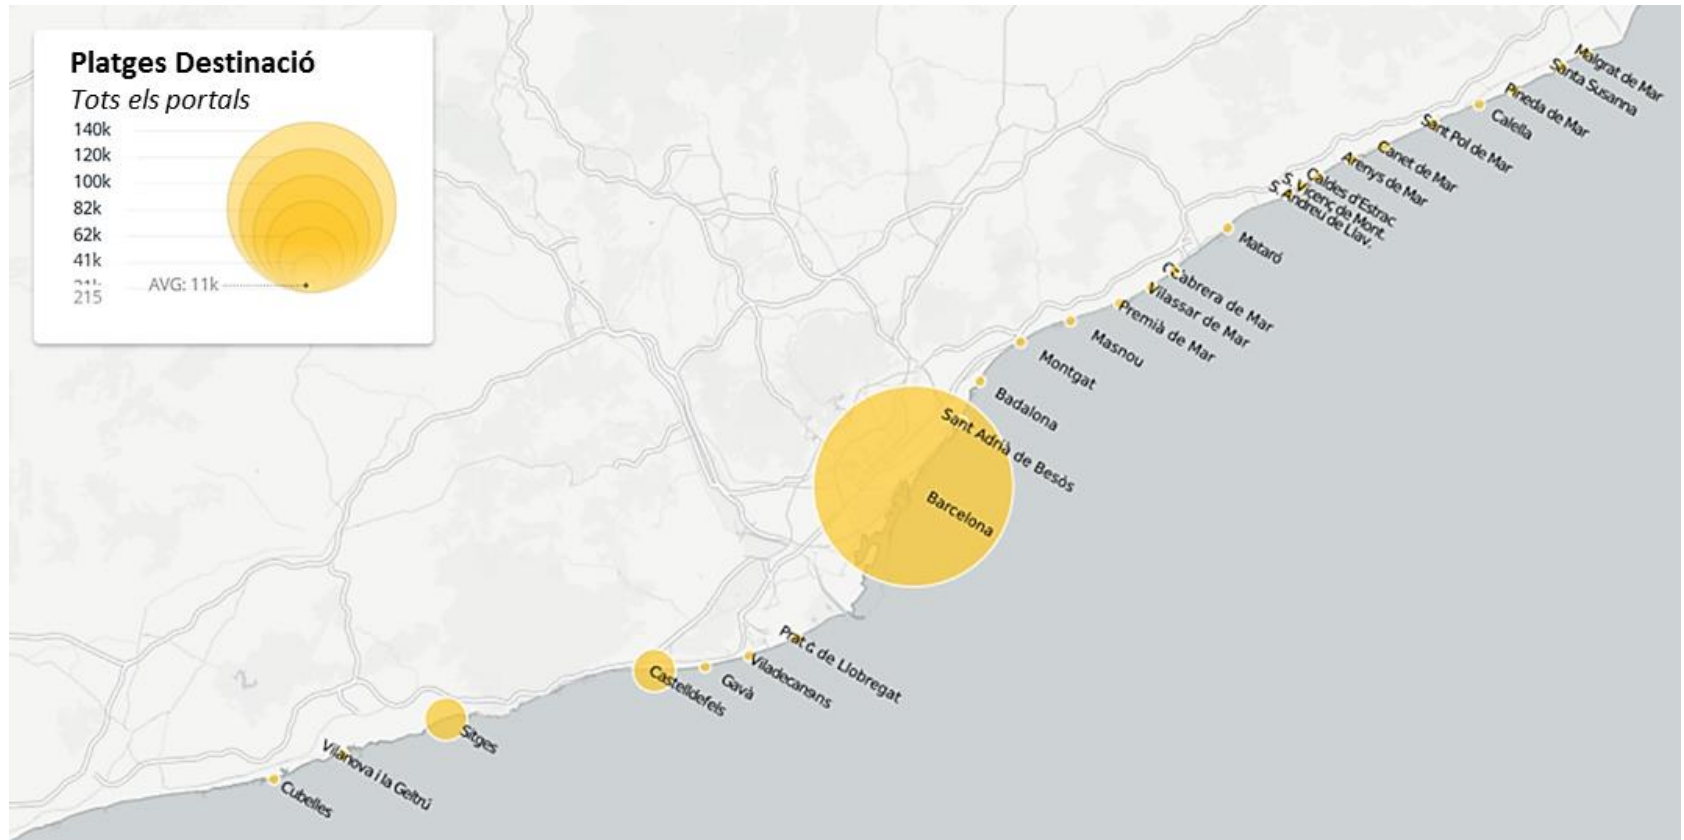 Platges Destinació
Tots els portals
140k
120k
100k
82k
62k
41k
21k
215
AVG: 11k
Malgrat de Mar
Santa Susanna
Pineda de Mar
Calella
Sant Pol de Mar
Canet de Mar
Arenys de Mar
Caldes d'Estrac
S. Vicenç de Mont.
S. Andreu de Llav.
Mataró
Cabrera de Mar
Vilassar de Mar
Premià de Mar
Masnou
Montgat
Badalona
Sant Adrià de Besòs
Barcelona
de Llobregat
Gavà
Castelldefels
Sitges
Vilanova i la Geltrú
Cubelles